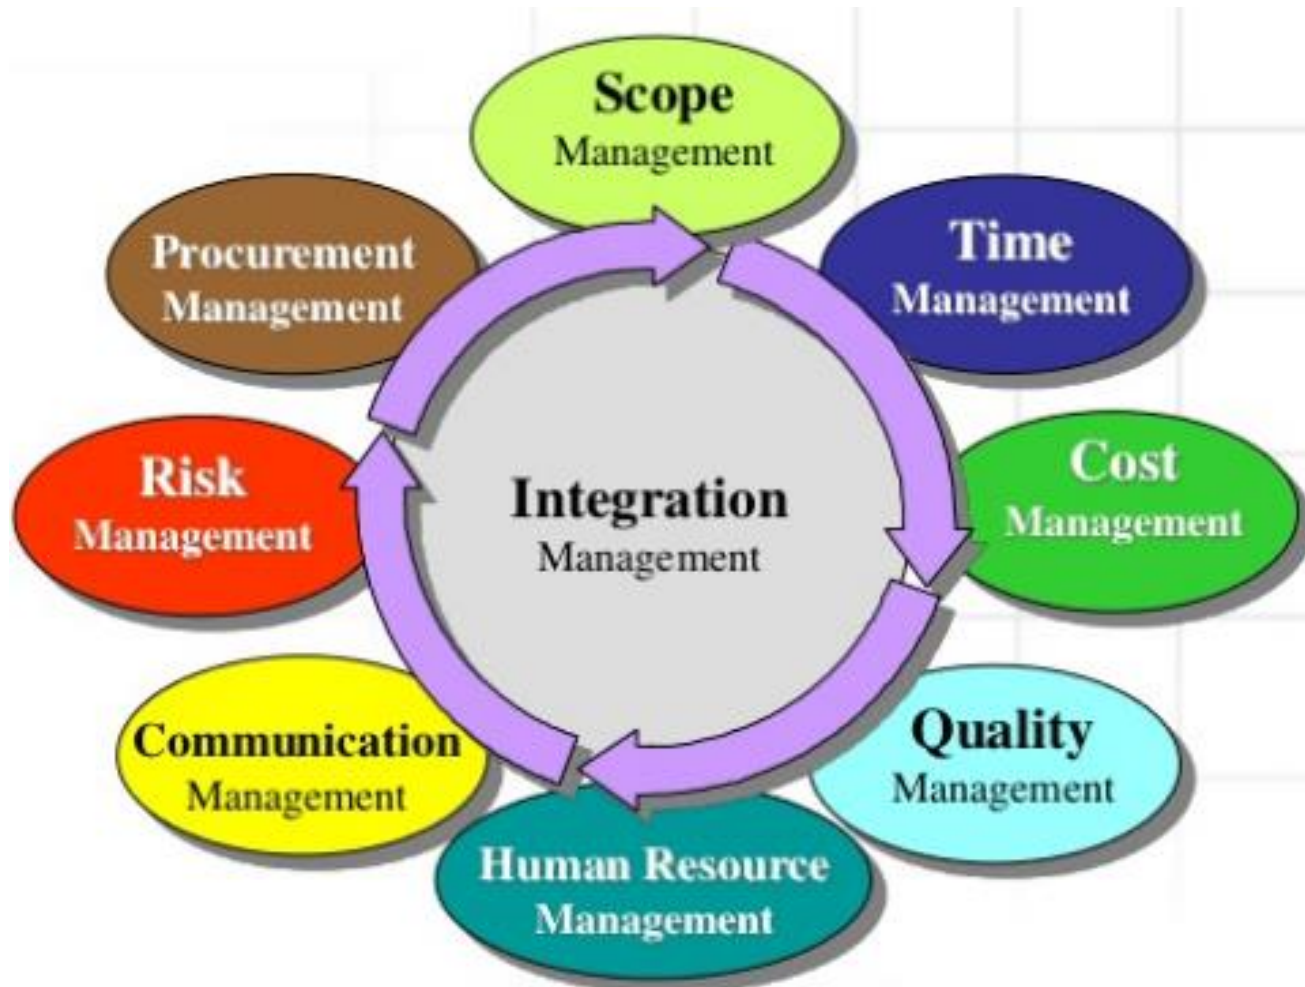 Scope
Management
Time
Management
Cost
Management
Quality
Management
Human Resource
Management
Communication
Management
Risk
Management
Procurement
Management
Integration
Management